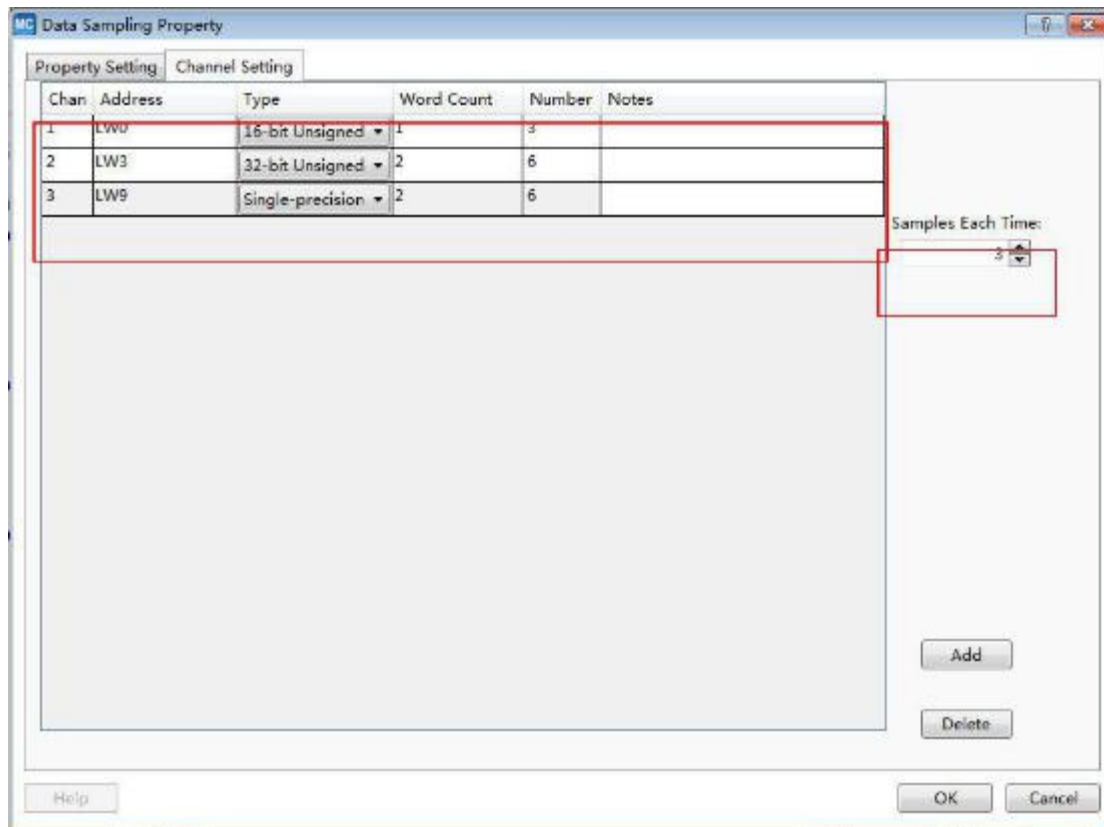 MC Data Sampling Property
Property Setting Channel Setting
Chan Address Type Word Count Number Notes
1 LW0 16-bit Unsigned 1 3
2 LW3 32-bit Unsigned 2 6
3 LW9 Single-precision 2 6
Samples Each Time:
3
Add
Delete
Help OK Cancel